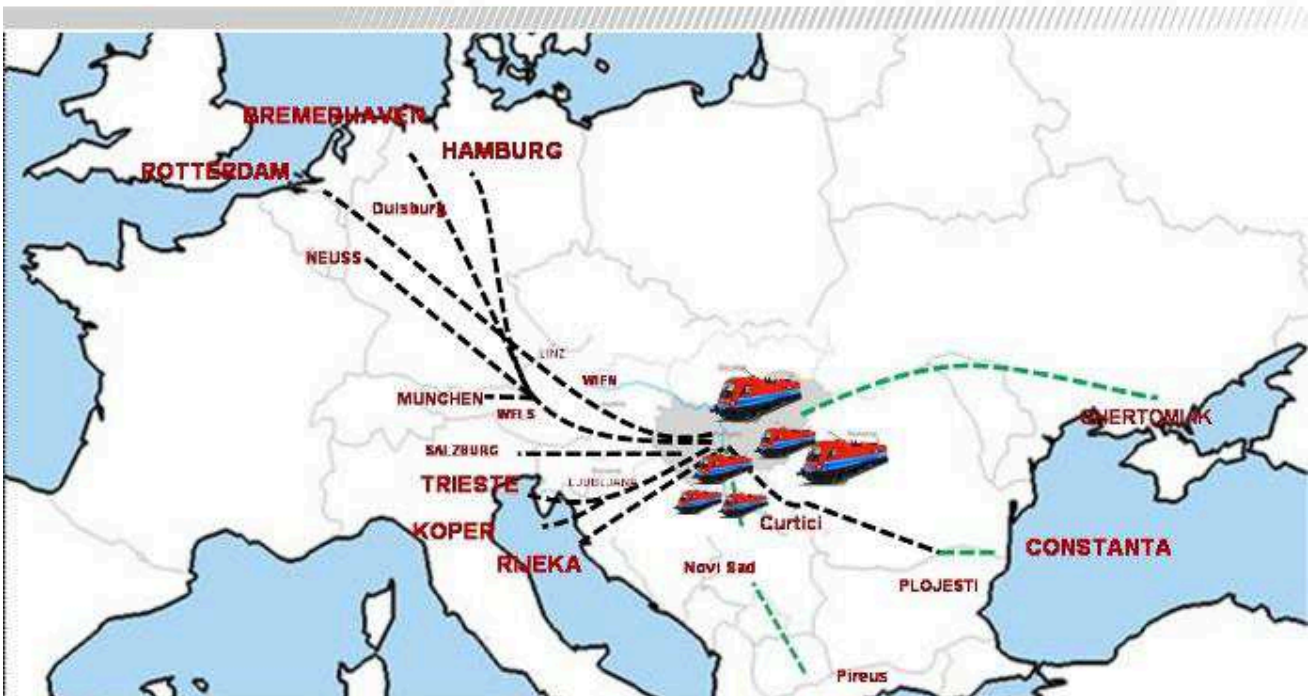 BREMERHAVEN
HAMBURG
ROTTERDAM
Duisburg
NEUSS
LINZ
WIEN
MUNCHEN
WELS
CHERTOMLIK
SALZBURG
TRIESTE
LJUBLJANA
KOPER
Curtici
RIJEKA
CONSTANTA
Novi Sad
PLOJESTI
Pireus